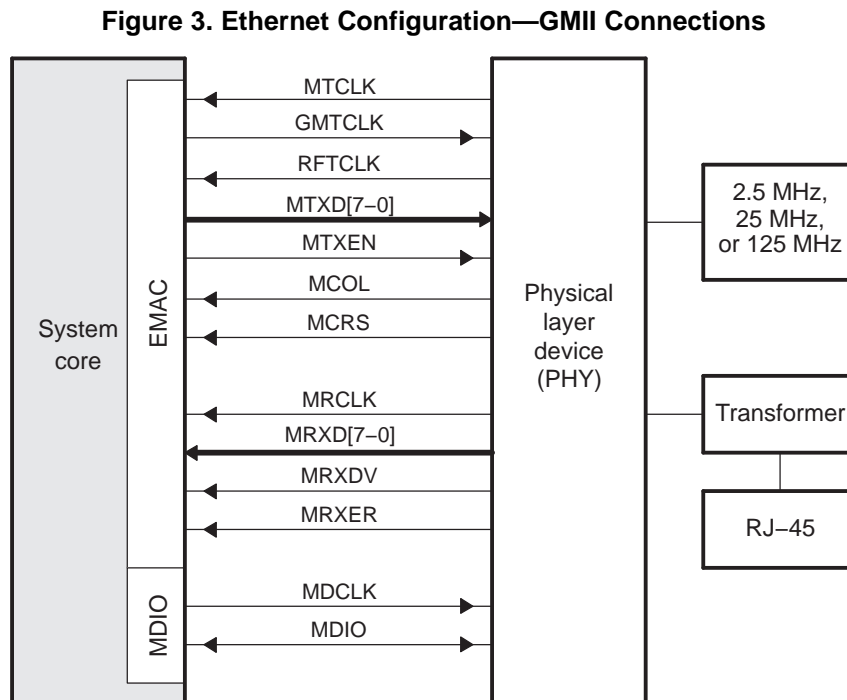 Figure 3. Ethernet Configuration—GMII Connections
System
core
EMAC
MDIO
MTCLK
GMTCLK
RFTCLK
MTXD[7−0]
MTXEN
MCOL
MCRS
MRCLK
MRXD[7−0]
MRXDV
MRXER
MDCLK
MDIO
Physical
layer
device
(PHY)
2.5 MHz,
25 MHz,
or 125 MHz
Transformer
RJ−45